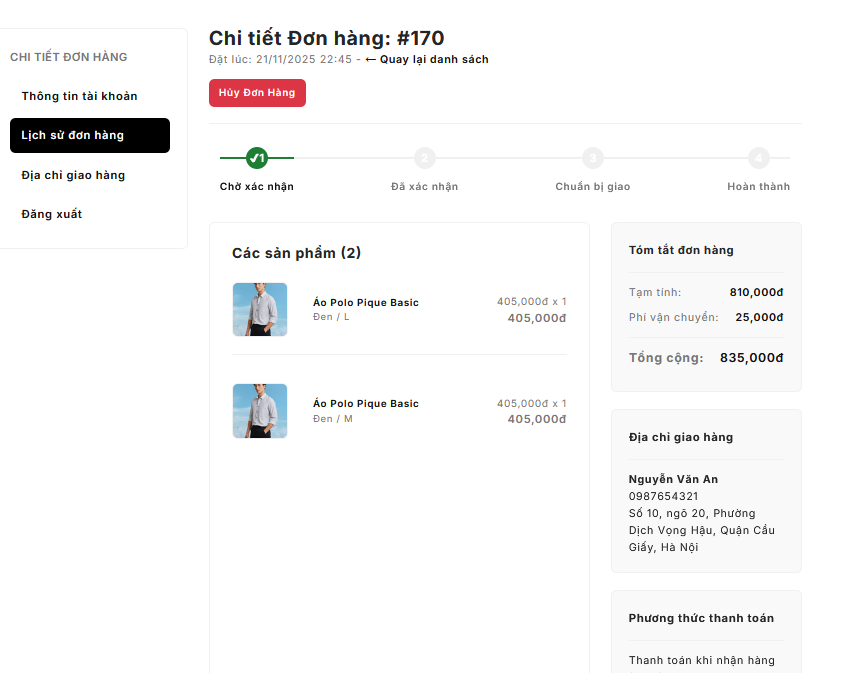 CHI TIẾT ĐƠN HÀNG
Thông tin tài khoản
Lịch sử đơn hàng
Địa chỉ giao hàng
Đăng xuất
Chi tiết Đơn hàng: #170
Đặt lúc: 21/11/2025 22:45 - ← Quay lại danh sách
Hủy Đơn Hàng
✓1
2
3
4
Chờ xác nhận
Đã xác nhận
Chuẩn bị giao
Hoàn thành
Các sản phẩm (2)
Áo Polo Pique Basic
Đen / L
405,000đ x 1
405,000đ
Áo Polo Pique Basic
Đen / M
405,000đ x 1
405,000đ
Tóm tắt đơn hàng
Tạm tính: 810,000đ
Phí vận chuyển: 25,000đ
Tổng cộng: 835,000đ
Địa chỉ giao hàng
Nguyễn Văn An
0987654321
Số 10, ngõ 20, Phường
Dịch Vọng Hậu, Quận Cầu
Giấy, Hà Nội
Phương thức thanh toán
Thanh toán khi nhận hàng